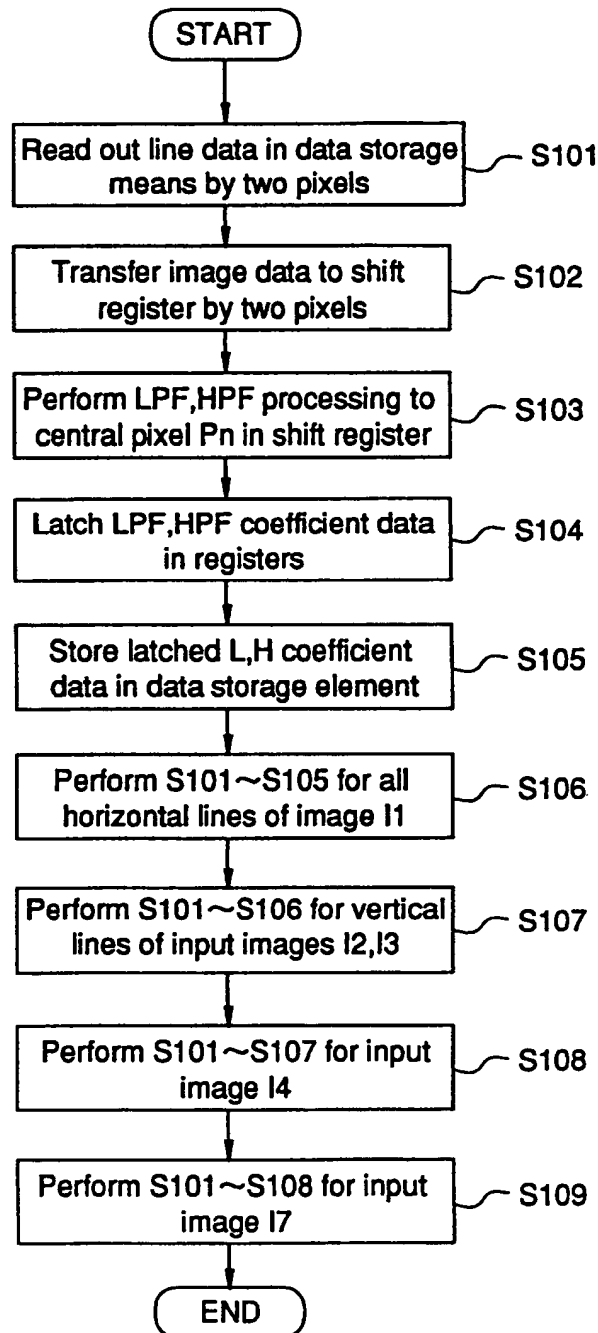 START
Read out line data in data storage
means by two pixels
S101
Transfer image data to shift
register by two pixels
S102
Perform LPF,HPF processing to
central pixel Pn in shift register
S103
Latch LPF,HPF coefficient data
in registers
S104
Store latched L,H coefficient
data in data storage element
S105
Perform S101~S105 for all
horizontal lines of image I1
S106
Perform S101~S106 for vertical
lines of input images I2,I3
S107
Perform S101~S107 for input
image I4
S108
Perform S101~S108 for input
image I7
S109
END